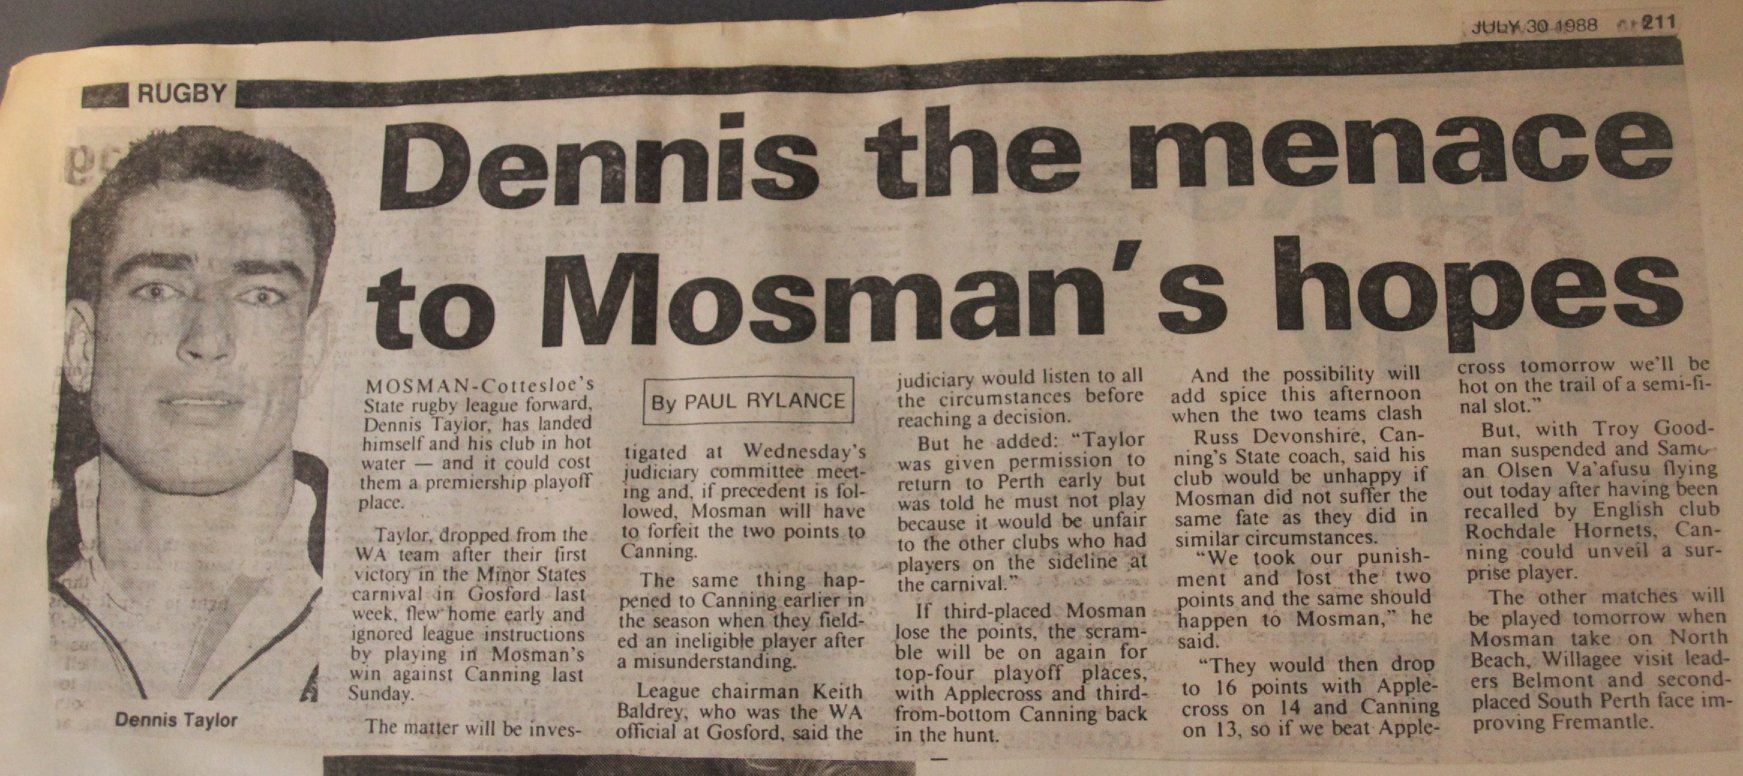 JULY 30 1988 211
RUGBY
Dennis the menace
to Mosman's hopes
Dennis Taylor
MOSMAN-Cottesloe's
State rugby league forward,
Dennis Taylor, has landed
himself and his club in hot
water — and it could cost
them a premiership playoff
place.
Taylor, dropped from the
WA team after their first
victory in the Minor States
carnival in Gosford last
week, flew home early and
ignored league instructions
by playing in Mosman's
win against Canning last
Sunday.
The matter will be inves-
By PAUL RYLANCE
tigated at Wednesday's
judiciary committee meet-
ing and, if precedent is fol-
lowed, Mosman will have
to forfeit the two points to
Canning.
The same thing hap-
pened to Canning earlier in
the season when they field-
ed an ineligible player after
a misunderstanding.
League chairman Keith
Baldrey, who was the WA
official at Gosford, said the
judiciary would listen to all
the circumstances before
reaching a decision.
But he added: "Taylor
was given permission to
return to Perth early but
was told he must not play
because it would be unfair
to the other clubs who had
players on the sideline at
the carnival."
If third-placed Mosman
lose the points, the scram-
ble will be on again for
top-four playoff places,
with Applecross and third-
from-bottom Canning back
in the hunt.
And the possibility will
add spice this afternoon
when the two teams clash
Russ Devonshire, Can-
ning's State coach, said his
club would be unhappy if
Mosman did not suffer the
same fate as they did in
similar circumstances.
"We took our punish-
ment and lost the two
points and the same should
happen to Mosman," he
said.
"They would then drop
to 16 points with Apple-
cross on 14 and Canning
on 13, so if we beat Apple-
cross tomorrow we'll be
hot on the trail of a semi-fi-
nal slot."
But, with Troy Good-
man suspended and Samo-
an Olsen Va'afusu flying
out today after having been
recalled by English club
Rochdale Hornets, Can-
ning could unveil a sur-
prise player.
The other matches will
be played tomorrow when
Mosman take on North
Beach, Willagee visit lead-
ers Belmont and second-
placed South Perth face im-
proving Fremantle.